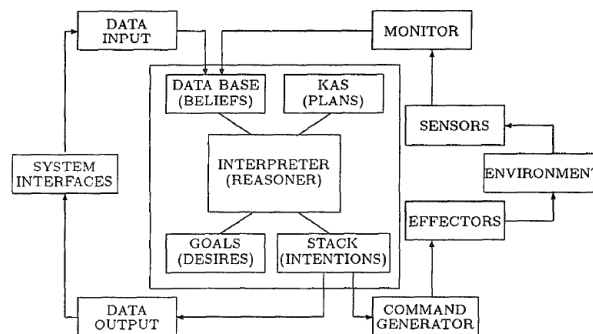 DATA
INPUT
MONITOR
DATA BASE
(BELIEFS)
KAS
(PLANS)
SENSORS
SYSTEM
INTERFACES
INTERPRETER
(REASONER)
ENVIRONMENT
EFFECTORS
GOALS
(DESIRES)
STACK
(INTENTIONS)
DATA
OUTPUT
COMMAND
GENERATOR